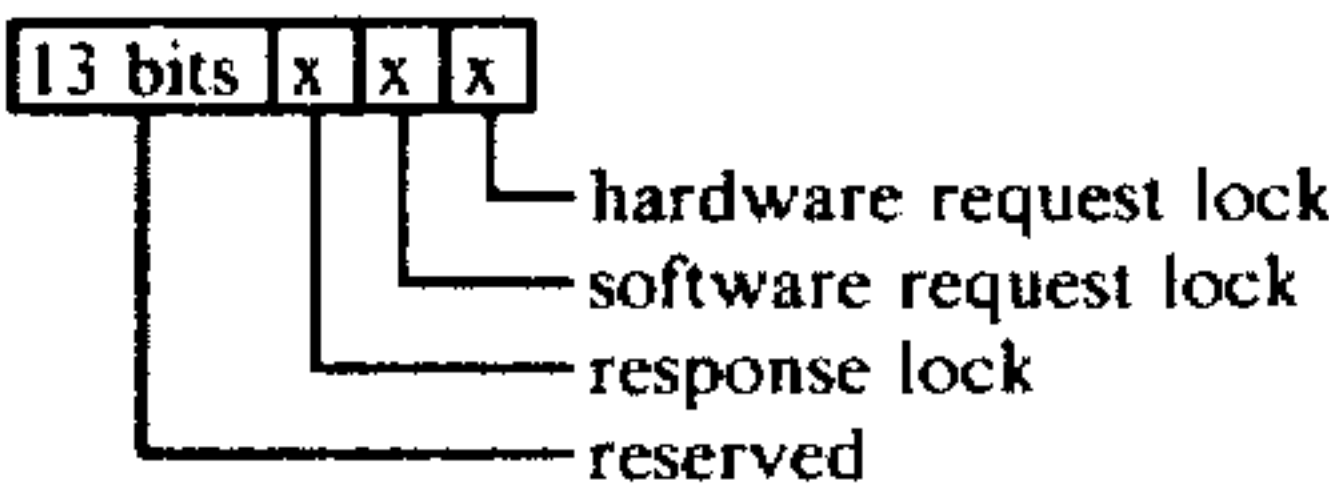 13 bits x x x
hardware request lock
software request lock
response lock
reserved